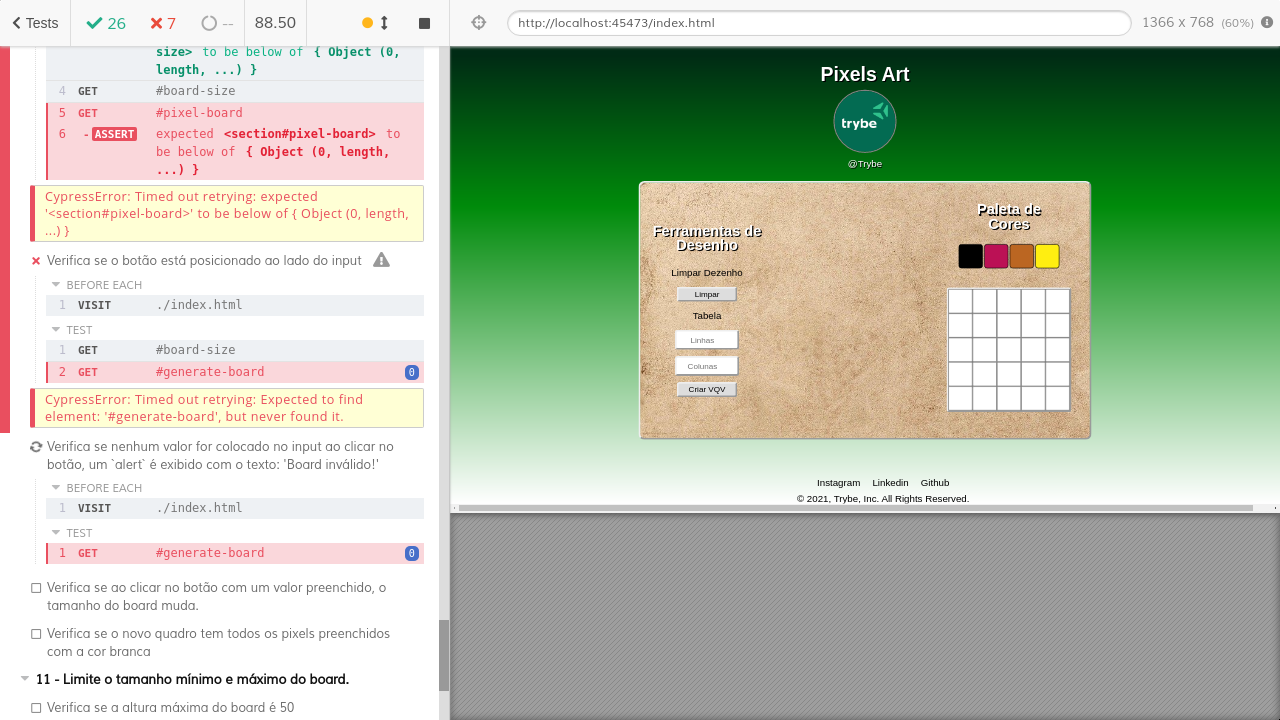 Tests
26
7
--
88.50
http://localhost:45473/index.html
1366 x 768 (60%)
size> to be below of { Object (0,
length, ...) }
4 GET #board-size
5 GET #pixel-board
6 -ASSERT expected <section#pixel-board> to
be below of { Object (0, length,
...) }
CypressError: Timed out retrying: expected
'<section#pixel-board>' to be below of { Object (0, length,
...) }
Verifica se o botão está posicionado ao lado do input
BEFORE EACH
1 VISIT ./index.html
TEST
1 GET #board-size
2 GET #generate-board 0
CypressError: Timed out retrying: Expected to find
element: '#generate-board', but never found it.
Verifica se nenhum valor for colocado no input ao clicar no
botão, um `alert` é exibido com o texto: 'Board inválido!'
BEFORE EACH
1 VISIT ./index.html
TEST
1 GET #generate-board 0
Verifica se ao clicar no botão com um valor preenchido, o
tamanho do board muda.
Verifica se o novo quadro tem todos os pixels preenchidos
com a cor branca
11 - Limite o tamanho mínimo e máximo do board.
Verifica se a altura máxima do board é 50
Pixels Art
trybe
@Trybe
Ferramentas de
Desenho
Limpar Dezenho
Limpar
Tabela
Linhas
Colunas
Criar VQV
Paleta de
Cores
Instagram Linkedin Github
© 2021, Trybe, Inc. All Rights Reserved.